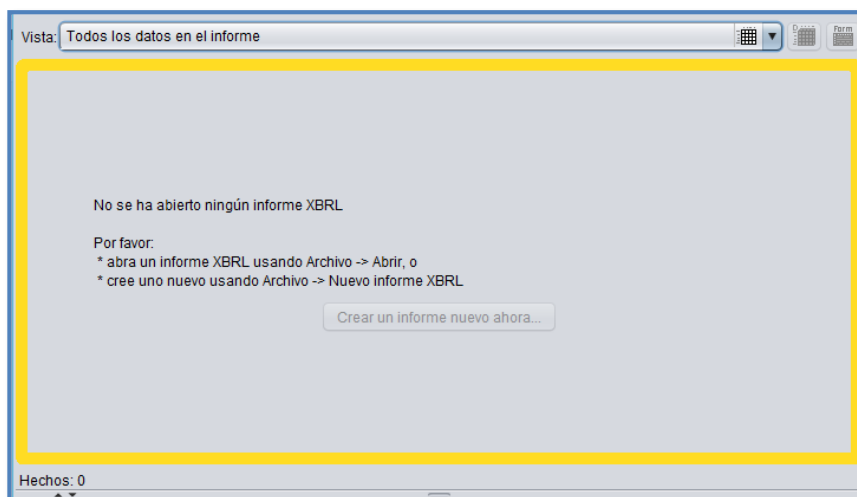 Vista: Todos los datos en el informe
Form
No se ha abierto ningún informe XBRL
Por favor:
* abra un informe XBRL usando Archivo -> Abrir, o
* cree uno nuevo usando Archivo -> Nuevo informe XBRL
Crear un informe nuevo ahora...
Hechos: 0